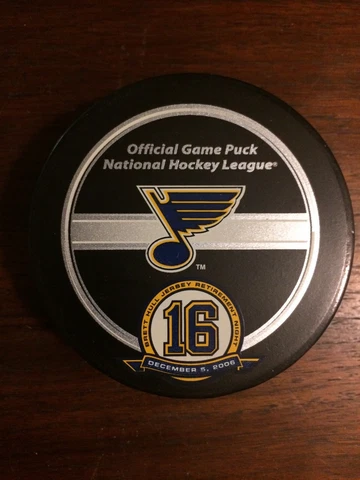 Official Game Puck
National Hockey League®
TM
BRETT HULL JERSEY RETIREMENT NIGHT
16
DECEMBER 5, 2006